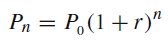 Pₙ = P₀(1 + r)ⁿ